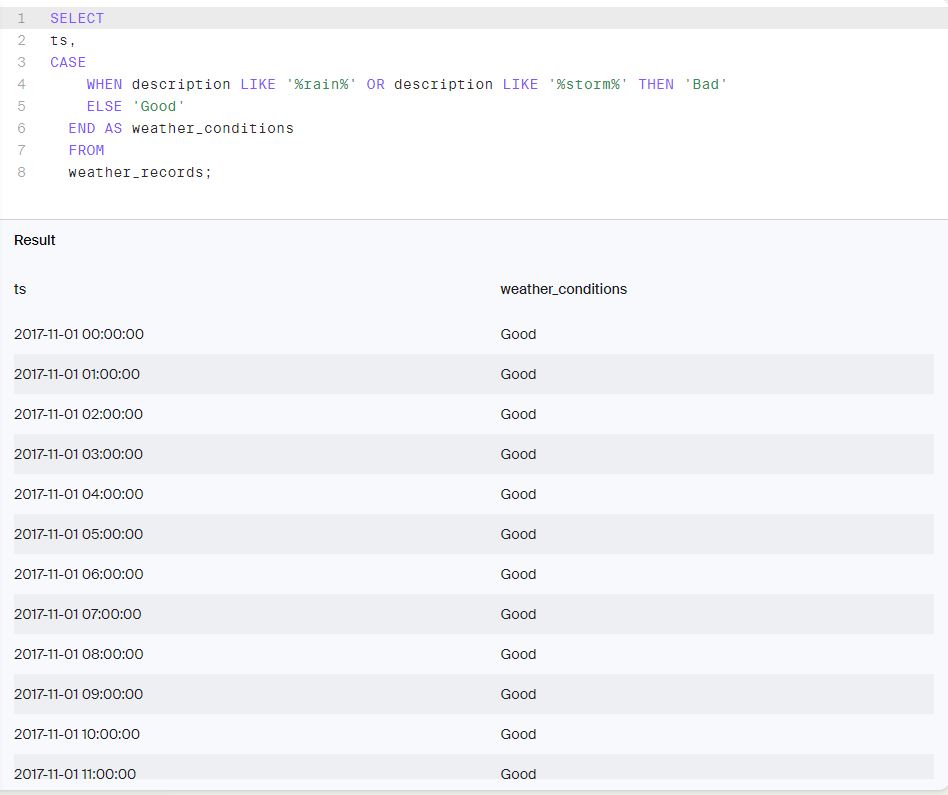 1 SELECT
2 ts,
3 CASE
4 WHEN description LIKE '%rain%' OR description LIKE '%storm%' THEN 'Bad'
5 ELSE 'Good'
6 END AS weather_conditions
7 FROM
8 weather_records;
Result
ts weather_conditions
2017-11-01 00:00:00 Good
2017-11-01 01:00:00 Good
2017-11-01 02:00:00 Good
2017-11-01 03:00:00 Good
2017-11-01 04:00:00 Good
2017-11-01 05:00:00 Good
2017-11-01 06:00:00 Good
2017-11-01 07:00:00 Good
2017-11-01 08:00:00 Good
2017-11-01 09:00:00 Good
2017-11-01 10:00:00 Good
2017-11-01 11:00:00 Good